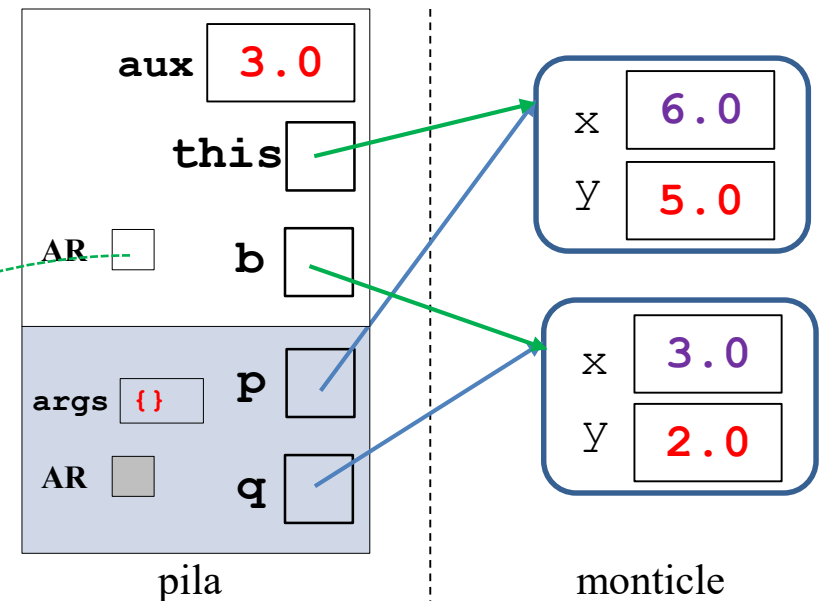 aux 3.0
this
AR b
args {} p
AR q
pila
x 6.0
y 5.0
x 3.0
y 2.0
monticle